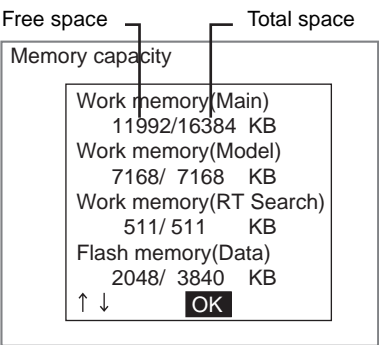 Free space Total space
Memory capacity
Work memory(Main)
11992/16384 KB
Work memory(Model)
7168/ 7168 KB
Work memory(RT Search)
511/ 511 KB
Flash memory(Data)
2048/ 3840 KB
↑ ↓ OK